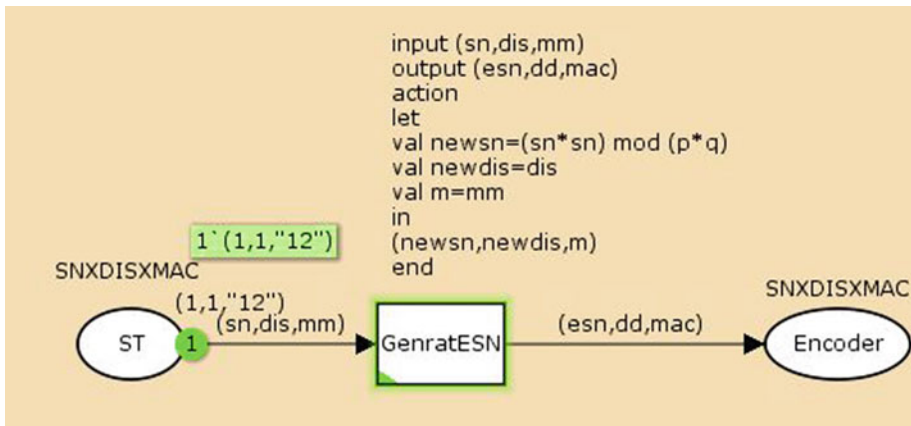 input (sn,dis,mm)
output (esn,dd,mac)
action
let
val newsn=(sn*sn) mod (p*q)
val newdis=dis
val m=mm
in
(newsn,newdis,m)
end
1`(1,1,"12")
SNXDISXMAC
(1,1,"12")
(sn,dis,mm)
ST
1
GenratESN
(esn,dd,mac)
SNXDISXMAC
Encoder